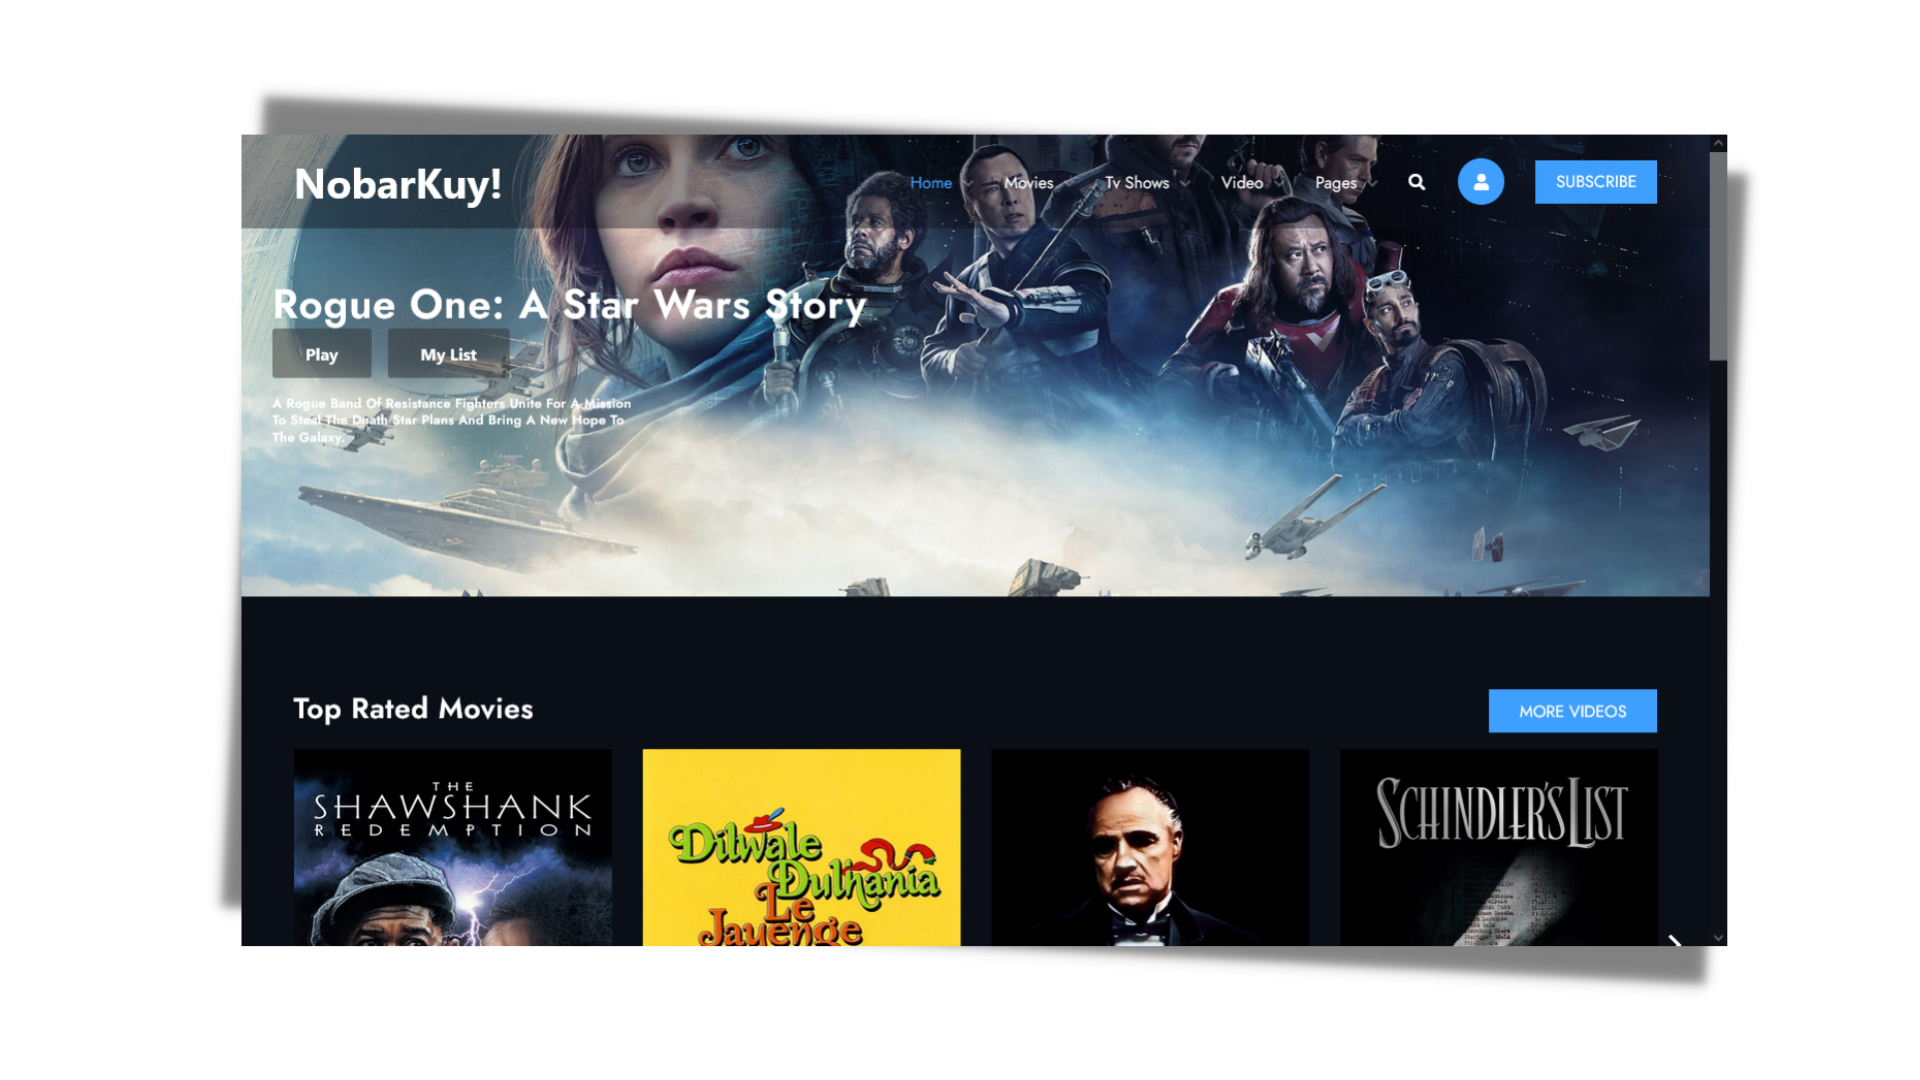 NobarKuy!
Home Movies Tv Shows Video Pages SUBSCRIBE
Rogue One: A Star Wars Story
Play My List
A Rogue Band Of Resistance Fighters Unite For A Mission
To Steal The Death Star Plans And Bring A New Hope To
The Galaxy.
Top Rated Movies
MORE VIDEOS
THE
SHAWSHANK
REDEMPTION
Dilwale
Dulhania
Le
Jayenge
SCHINDLER'S LIST